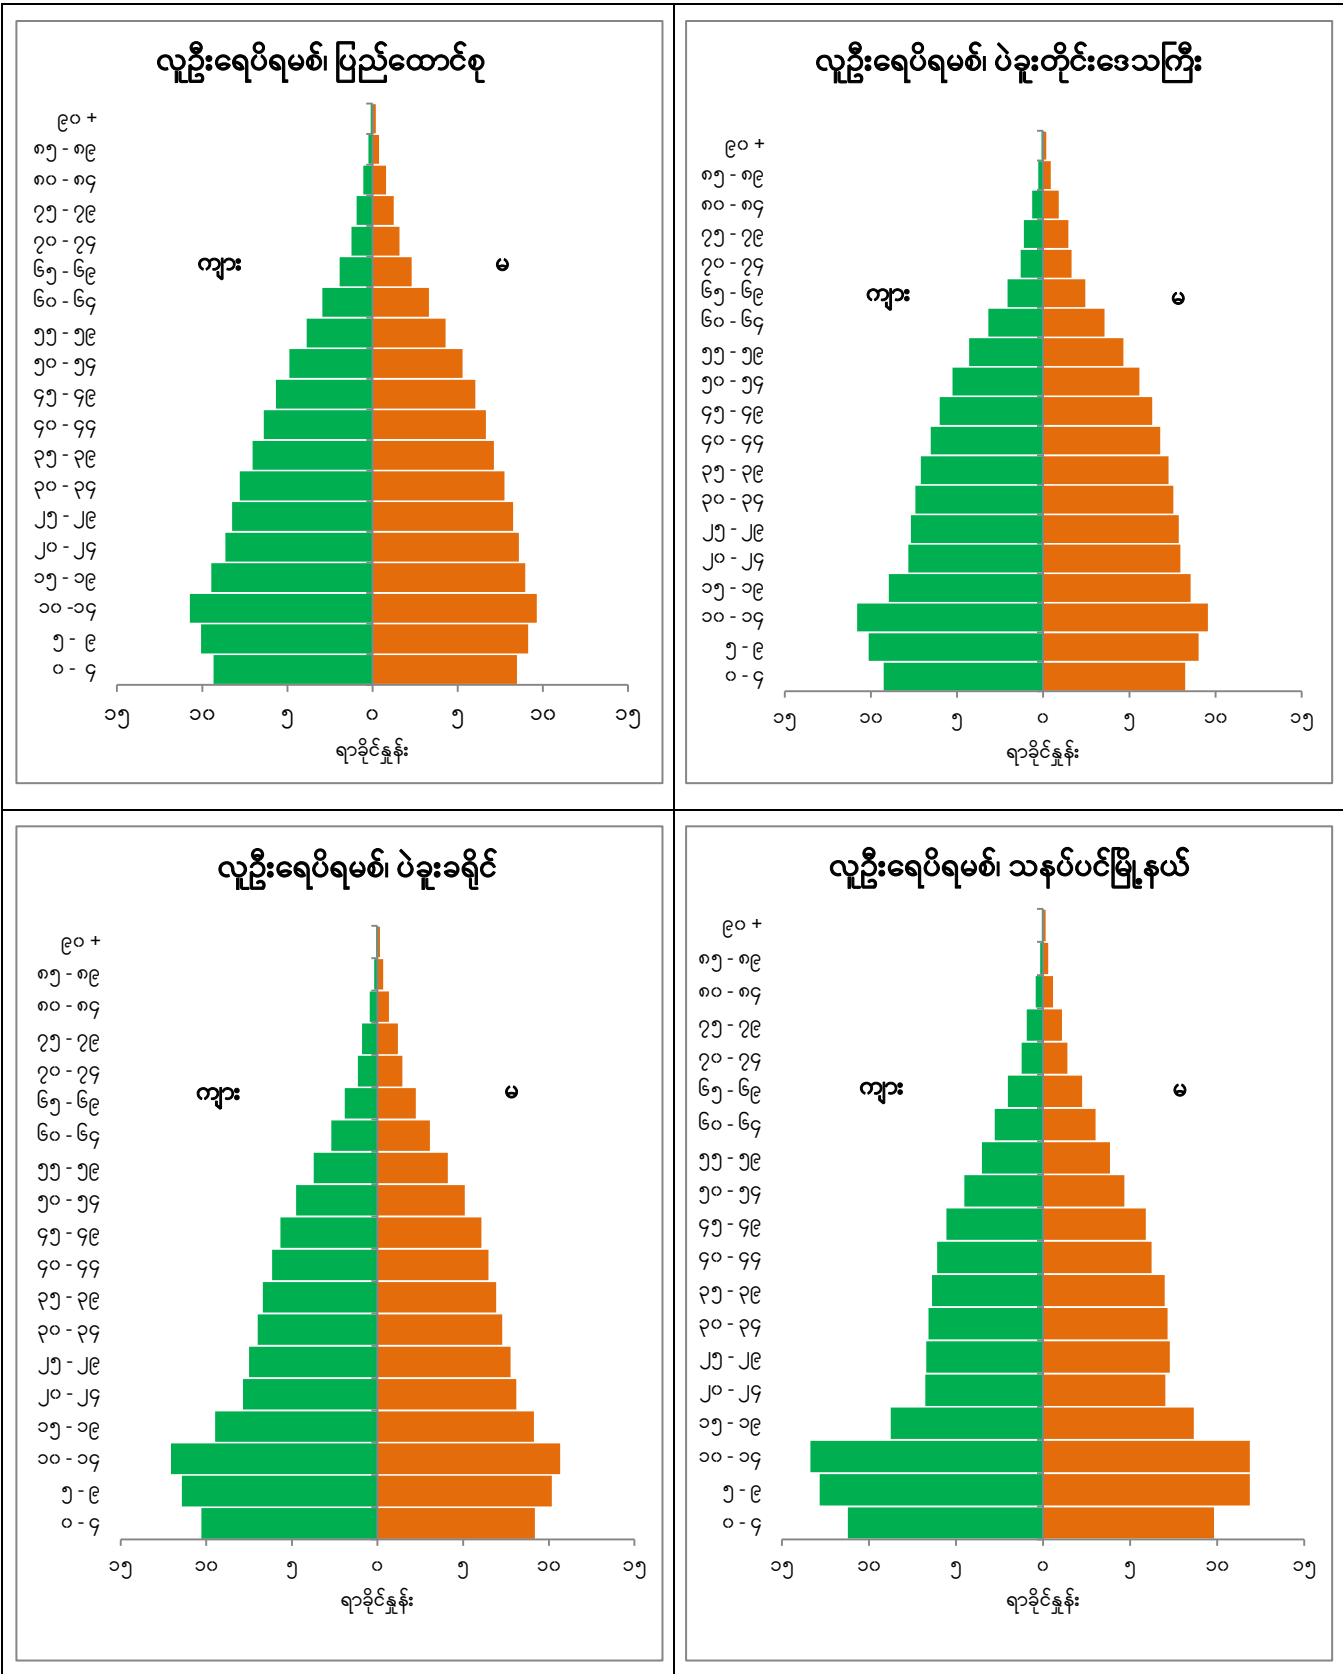 လူဦးရေပိရမစ်၊ ပြည်ထောင်စု
၉၀ +
၈၅ - ၈၉
၈၀ - ၈၄
၇၅ - ၇၉
၇၀ - ၇၄
၆၅ - ၆၉
၆၀ - ၆၄
၅၅ - ၅၉
၅၀ - ၅၄
၄၅ - ၄၉
၄၀ - ၄၄
၃၅ - ၃၉
၃၀ - ၃၄
၂၅ - ၂၉
၂၀ - ၂၄
၁၅ - ၁၉
၁၀ -၁၄
၅ - ၉
၀ - ၄
ကျား မ
၁၅ ၁၀ ၅ ၀ ၅ ၁၀ ၁၅
ရာခိုင်နှုန်း
လူဦးရေပိရမစ်၊ ပဲခူးတိုင်းဒေသကြီး
၉၀ +
၈၅ - ၈၉
၈၀ - ၈၄
၇၅ - ၇၉
၇၀ - ၇၄
၆၅ - ၆၉
၆၀ - ၆၄
၅၅ - ၅၉
၅၀ - ၅၄
၄၅ - ၄၉
၄၀ - ၄၄
၃၅ - ၃၉
၃၀ - ၃၄
၂၅ - ၂၉
၂၀ - ၂၄
၁၅ - ၁၉
၁၀ - ၁၄
၅ - ၉
၀ - ၄
ကျား မ
၁၅ ၁၀ ၅ ၀ ၅ ၁၀ ၁၅
ရာခိုင်နှုန်း
လူဦးရေပိရမစ်၊ ပဲခူးခရိုင်
၉၀ +
၈၅ - ၈၉
၈၀ - ၈၄
၇၅ - ၇၉
၇၀ - ၇၄
၆၅ - ၆၉
၆၀ - ၆၄
၅၅ - ၅၉
၅၀ - ၅၄
၄၅ - ၄၉
၄၀ - ၄၄
၃၅ - ၃၉
၃၀ - ၃၄
၂၅ - ၂၉
၂၀ - ၂၄
၁၅ - ၁၉
၁၀ - ၁၄
၅ - ၉
၀ - ၄
ကျား မ
၁၅ ၁၀ ၅ ၀ ၅ ၁၀ ၁၅
ရာခိုင်နှုန်း
လူဦးရေပိရမစ်၊ သနပ်ပင်မြို့နယ်
၉၀ +
၈၅ - ၈၉
၈၀ - ၈၄
၇၅ - ၇၉
၇၀ - ၇၄
၆၅ - ၆၉
၆၀ - ၆၄
၅၅ - ၅၉
၅၀ - ၅၄
၄၅ - ၄၉
၄၀ - ၄၄
၃၅ - ၃၉
၃၀ - ၃၄
၂၅ - ၂၉
၂၀ - ၂၄
၁၅ - ၁၉
၁၀ - ၁၄
၅ - ၉
၀ - ၄
ကျား မ
၁၅ ၁၀ ၅ ၀ ၅ ၁၀ ၁၅
ရာခိုင်နှုန်း